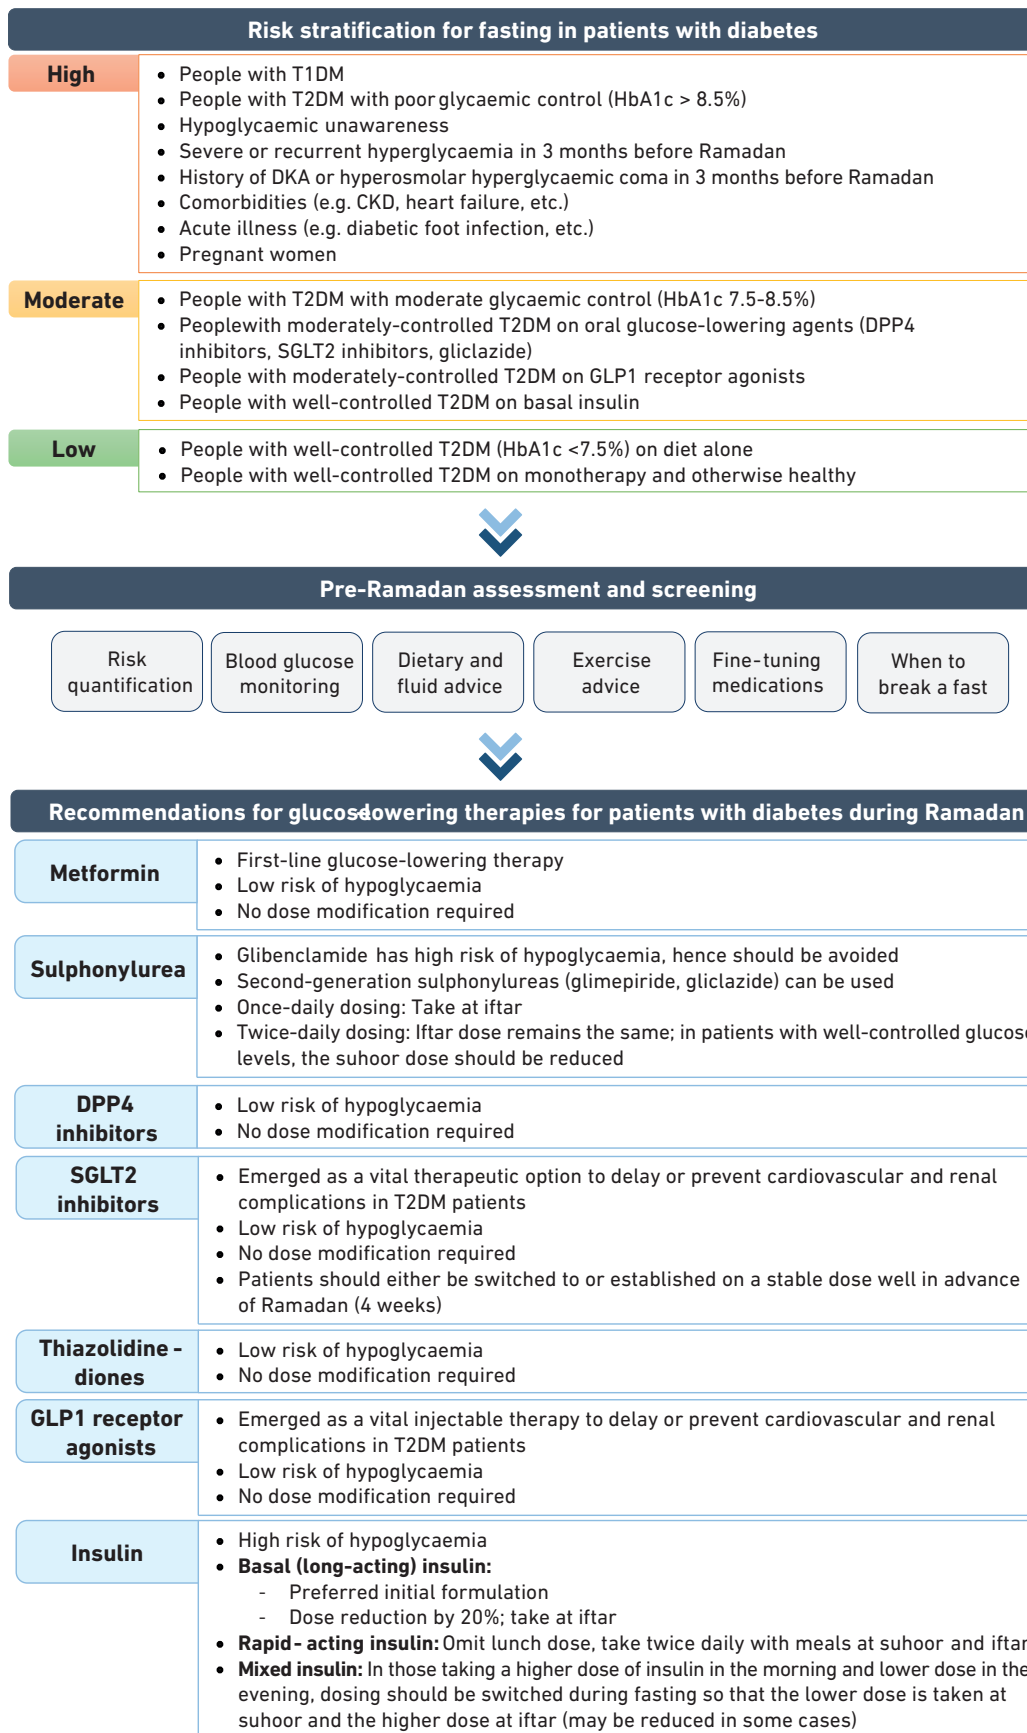 Risk stratification for fasting in patients with diabetes
High
• People with T1DM
• People with T2DM with poor glycaemic control (HbA1c > 8.5%)
• Hypoglycaemic unawareness
• Severe or recurrent hyperglycaemia in 3 months before Ramadan
• History of DKA or hyperosmolar hyperglycaemic coma in 3 months before Ramadan
• Comorbidities (e.g. CKD, heart failure, etc.)
• Acute illness (e.g. diabetic foot infection, etc.)
• Pregnant women
Moderate
• People with T2DM with moderate glycaemic control (HbA1c 7.5-8.5%)
• Peoplewith moderately-controlled T2DM on oral glucose-lowering agents (DPP4
inhibitors, SGLT2 inhibitors, gliclazide)
• People with moderately-controlled T2DM on GLP1 receptor agonists
• People with well-controlled T2DM on basal insulin
Low
• People with well-controlled T2DM (HbA1c <7.5%) on diet alone
• People with well-controlled T2DM on monotherapy and otherwise healthy
Pre-Ramadan assessment and screening
Risk
quantification
Blood glucose
monitoring
Dietary and
fluid advice
Exercise
advice
Fine-tuning
medications
When to
break a fast
Recommendations for glucose-lowering therapies for patients with diabetes during Ramadan
Metformin
• First-line glucose-lowering therapy
• Low risk of hypoglycaemia
• No dose modification required
Sulphonylurea
• Glibenclamide has high risk of hypoglycaemia, hence should be avoided
• Second-generation sulphonylureas (glimepiride, gliclazide) can be used
• Once-daily dosing: Take at iftar
• Twice-daily dosing: Iftar dose remains the same; in patients with well-controlled glucose
levels, the suhoor dose should be reduced
DPP4
inhibitors
• Low risk of hypoglycaemia
• No dose modification required
SGLT2
inhibitors
• Emerged as a vital therapeutic option to delay or prevent cardiovascular and renal
complications in T2DM patients
• Low risk of hypoglycaemia
• No dose modification required
• Patients should either be switched to or established on a stable dose well in advance
of Ramadan (4 weeks)
Thiazolidine-
diones
• Low risk of hypoglycaemia
• No dose modification required
GLP1 receptor
agonists
• Emerged as a vital injectable therapy to delay or prevent cardiovascular and renal
complications in T2DM patients
• Low risk of hypoglycaemia
• No dose modification required
Insulin
• High risk of hypoglycaemia
• Basal (long-acting) insulin:
- Preferred initial formulation
- Dose reduction by 20%; take at iftar
• Rapid-acting insulin: Omit lunch dose, take twice daily with meals at suhoor and iftar
• Mixed insulin: In those taking a higher dose of insulin in the morning and lower dose in the
evening, dosing should be switched during fasting so that the lower dose is taken at
suhoor and the higher dose at iftar (may be reduced in some cases)